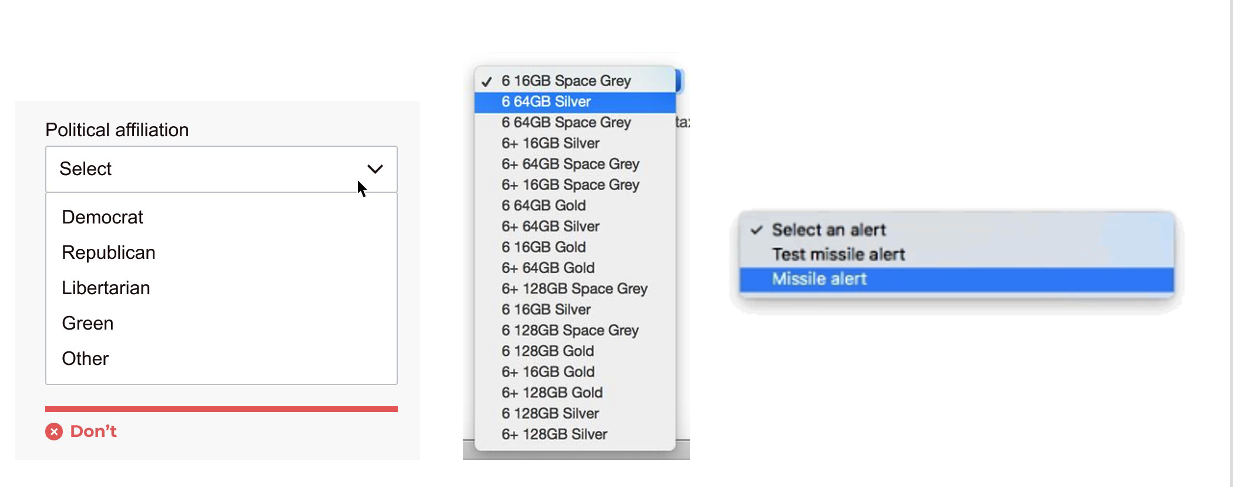 Political affiliation
Select
Democrat
Republican
Libertarian
Green
Other
Don't
6 16GB Space Grey
6 64GB Silver
6 64GB Space Grey
6+ 16GB Silver
6+ 64GB Space Grey
6+ 16GB Space Grey
6 64GB Gold
6+ 64GB Silver
6 16GB Gold
6+ 64GB Gold
6+ 128GB Space Grey
6 16GB Silver
6 128GB Space Grey
6 128GB Gold
6+ 16GB Gold
6+ 128GB Gold
6 128GB Silver
6+ 128GB Silver
Select an alert
Test missile alert
Missile alert